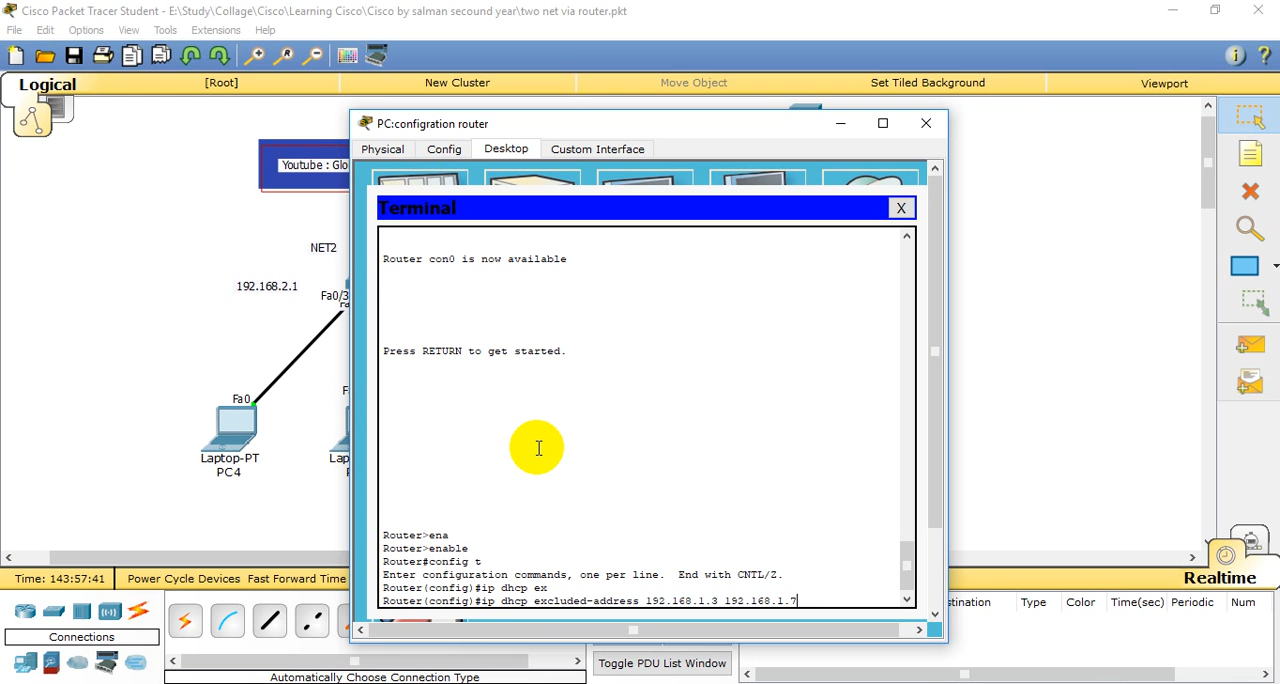 Cisco Packet Tracer Student - E:\Study\Collage\Cisco\Learning Cisco\Cisco by salman secound year\two net via router.pkt
File Edit Options View Tools Extensions Help
Logical [Root] New Cluster Move Object Set Tiled Background Viewport
PC:configration router
Physical Config Desktop Custom Interface
Youtube : Glo
Terminal X
NET2
192.168.2.1
Fa0/3
Fa0
Laptop-PT
PC4
Router con0 is now available
Press RETURN to get started.
Router>ena
Router>enable
Router#config t
Enter configuration commands, one per line. End with CNTL/Z.
Router(config)#ip dhcp ex
Router(config)#ip dhcp excluded-address 192.168.1.3 192.168.1.7
Time: 143:57:41 Power Cycle Devices Fast Forward Time
Realtime
Connections
Automatically Choose Connection Type
Toggle PDU List Window
stination Type Color Time(sec) Periodic Num